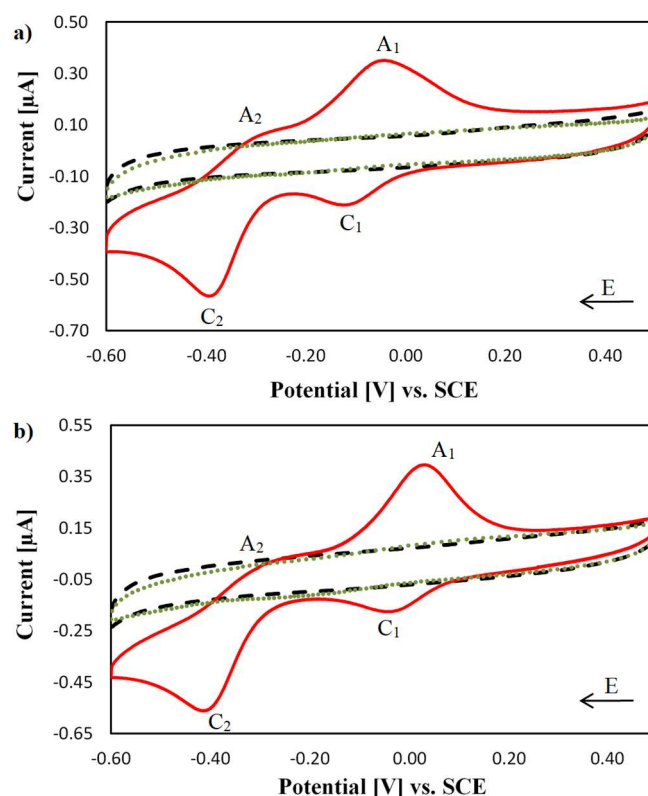 a)
0.50
0.30
0.10
-0.10
-0.30
-0.50
-0.70
Current [µA]
A1
A2
C1
C2
E
-0.60 -0.40 -0.20 0.00 0.20 0.40
Potential [V] vs. SCE
b)
0.55
0.35
0.15
-0.05
-0.25
-0.45
-0.65
Current [µA]
A1
A2
C1
C2
E
-0.60 -0.40 -0.20 0.00 0.20 0.40
Potential [V] vs. SCE